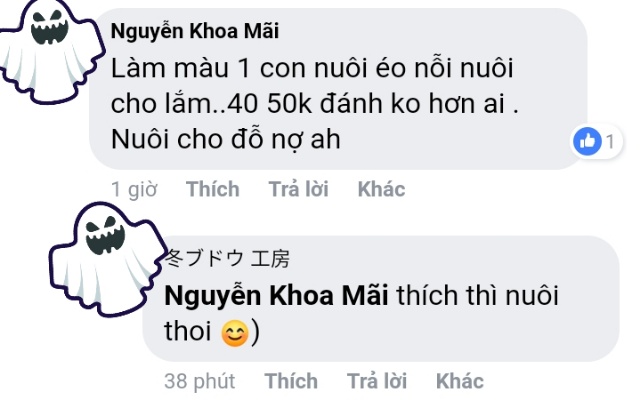 Nguyễn Khoa Mãi
Làm màu 1 con nuôi éo nỗi nuôi
cho lắm..40 50k đánh ko hơn ai .
Nuôi cho đỗ nợ ah
1
1 giờ Thích Trả lời Khác
冬ブドウ 工房
Nguyễn Khoa Mãi thích thì nuôi
thoi 😊)
38 phút Thích Trả lời Khác